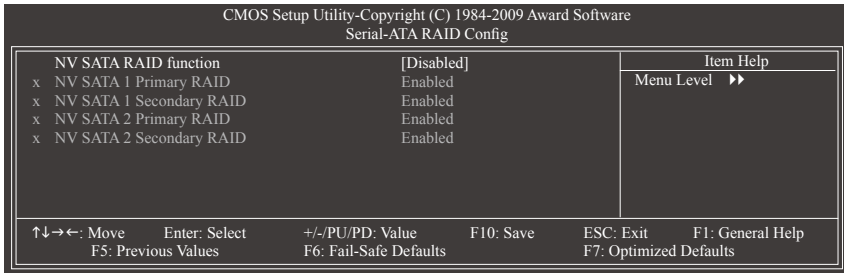 CMOS Setup Utility-Copyright (C) 1984-2009 Award Software
Serial-ATA RAID Config
NV SATA RAID function [Disabled] Item Help
x NV SATA 1 Primary RAID Enabled Menu Level ▶▶
x NV SATA 1 Secondary RAID Enabled
x NV SATA 2 Primary RAID Enabled
x NV SATA 2 Secondary RAID Enabled
↑↓→←: Move Enter: Select +/-/PU/PD: Value F10: Save ESC: Exit F1: General Help
F5: Previous Values F6: Fail-Safe Defaults F7: Optimized Defaults